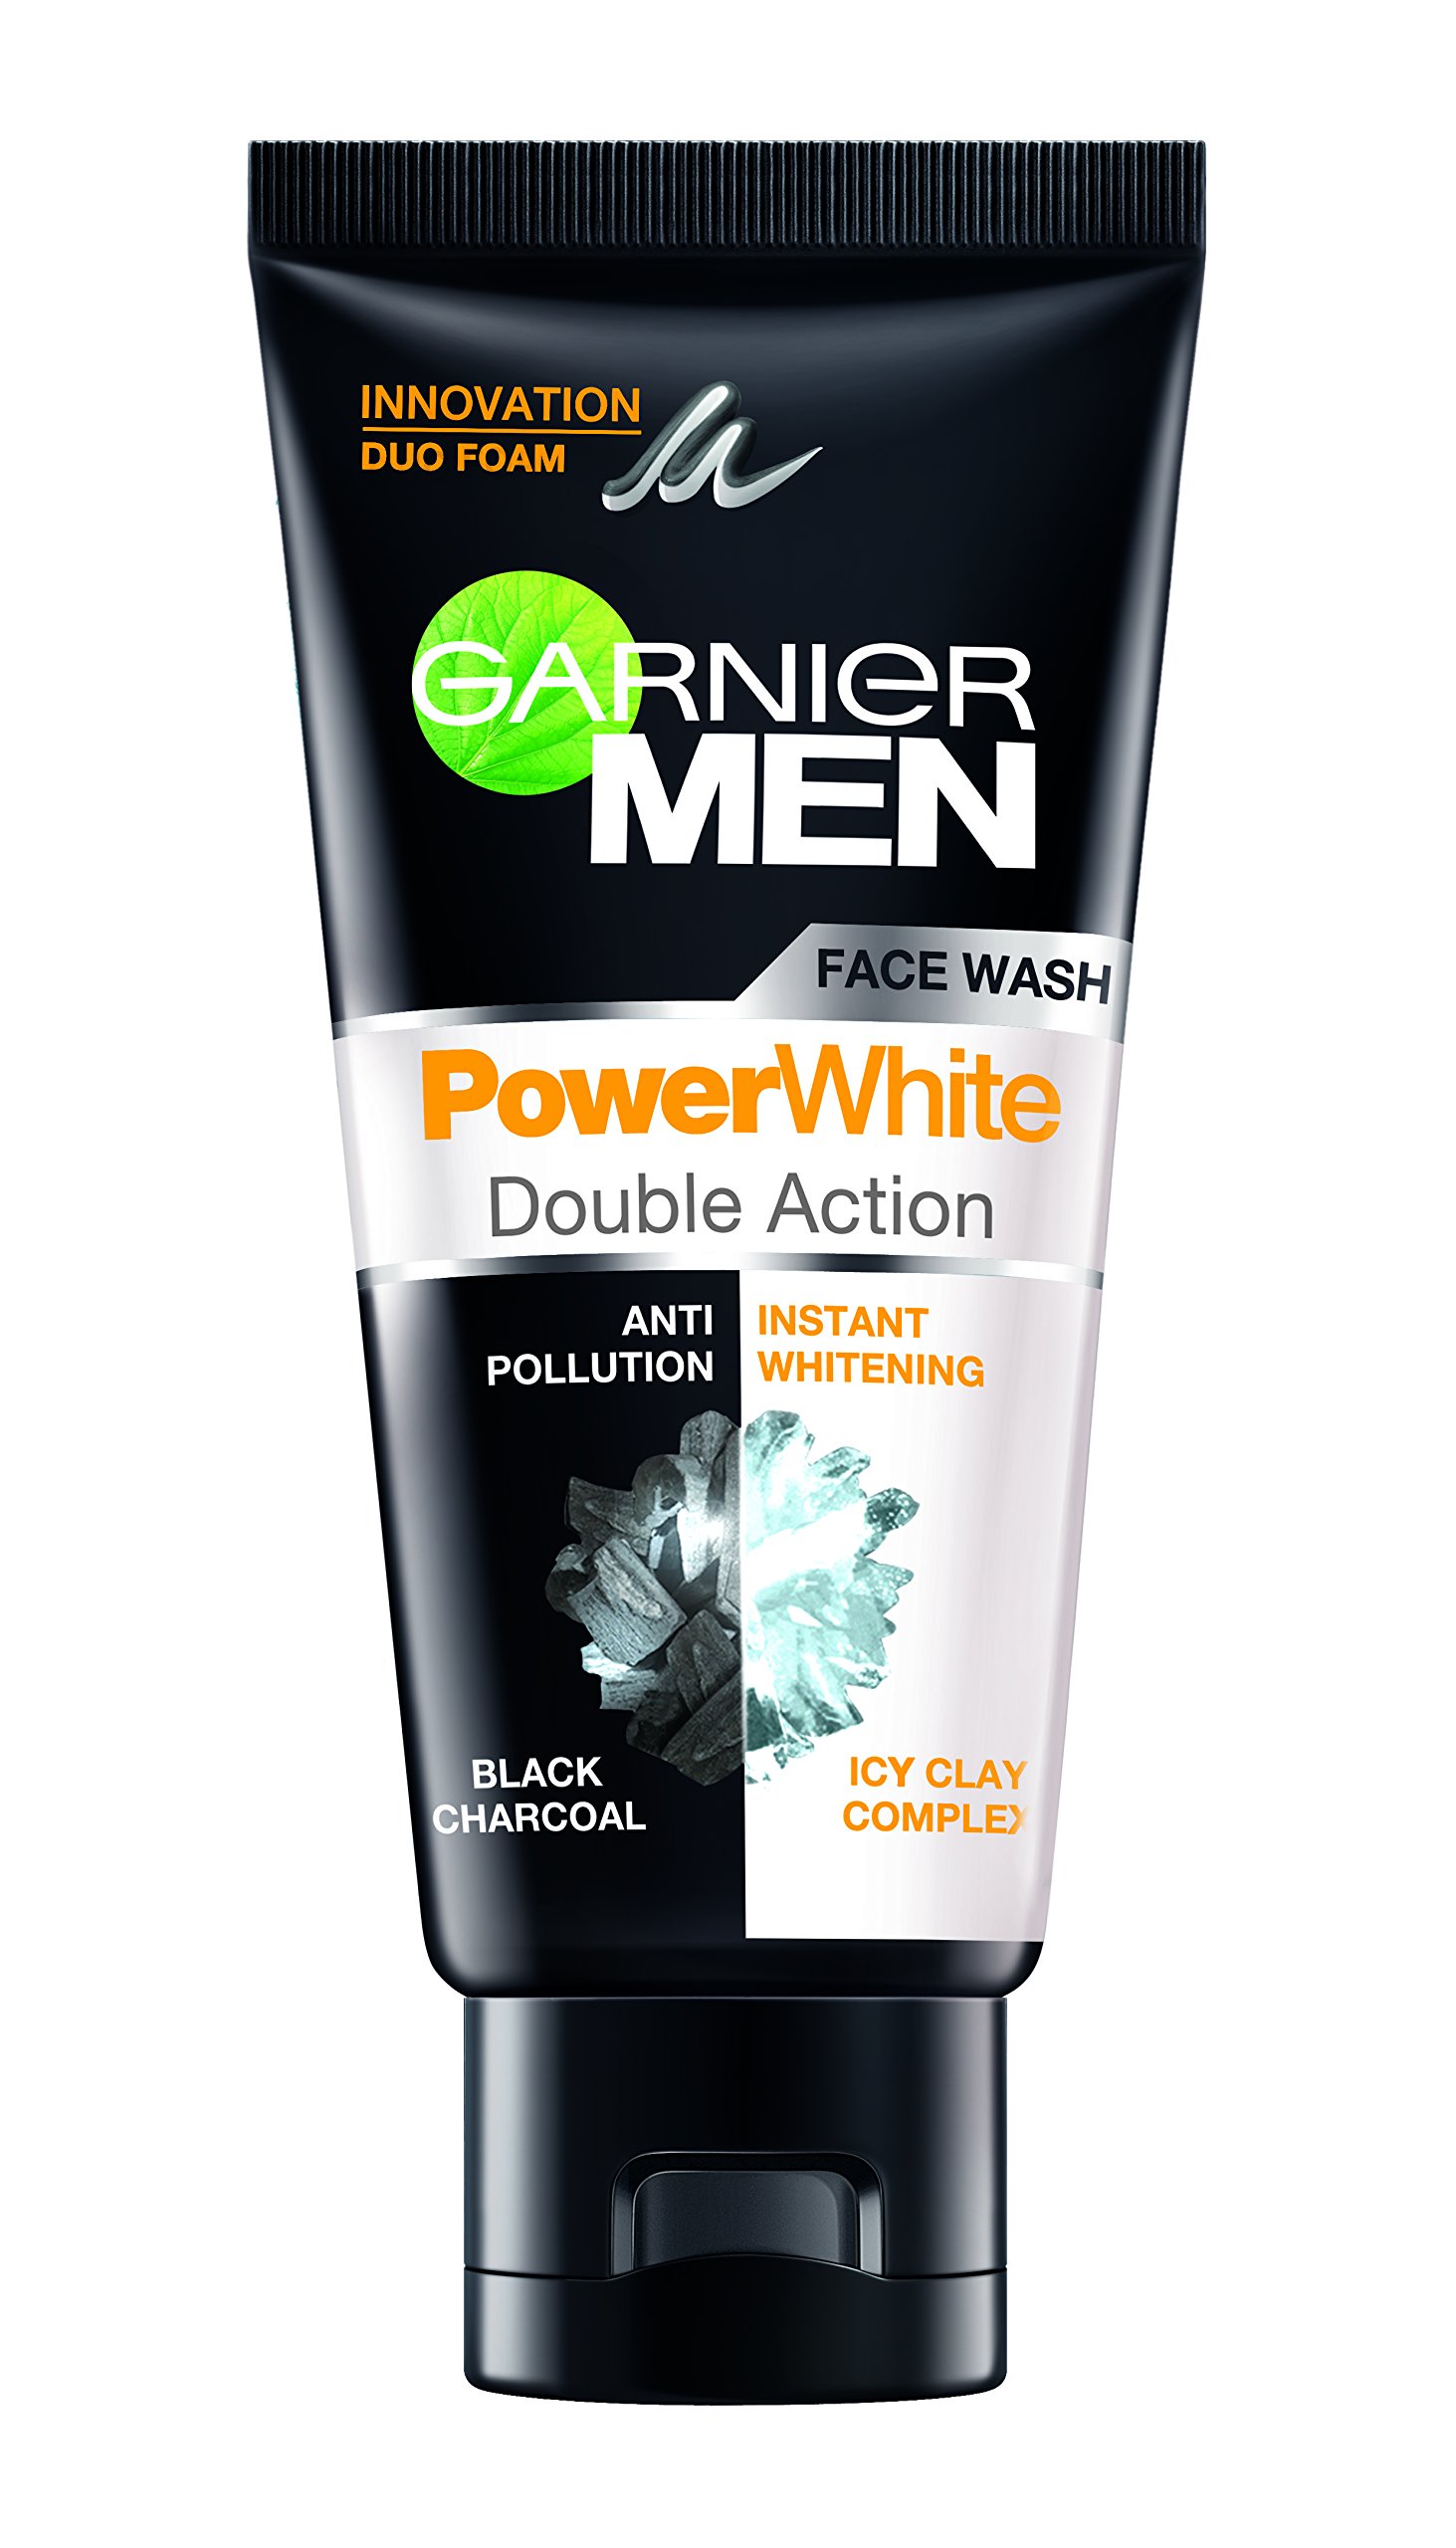 INNOVATION
DUO FOAM
GARNIER
MEN
FACE WASH
PowerWhite
Double Action
ANTI
POLLUTION
INSTANT
WHITENING
BLACK
CHARCOAL
ICY CLAY
COMPLEX